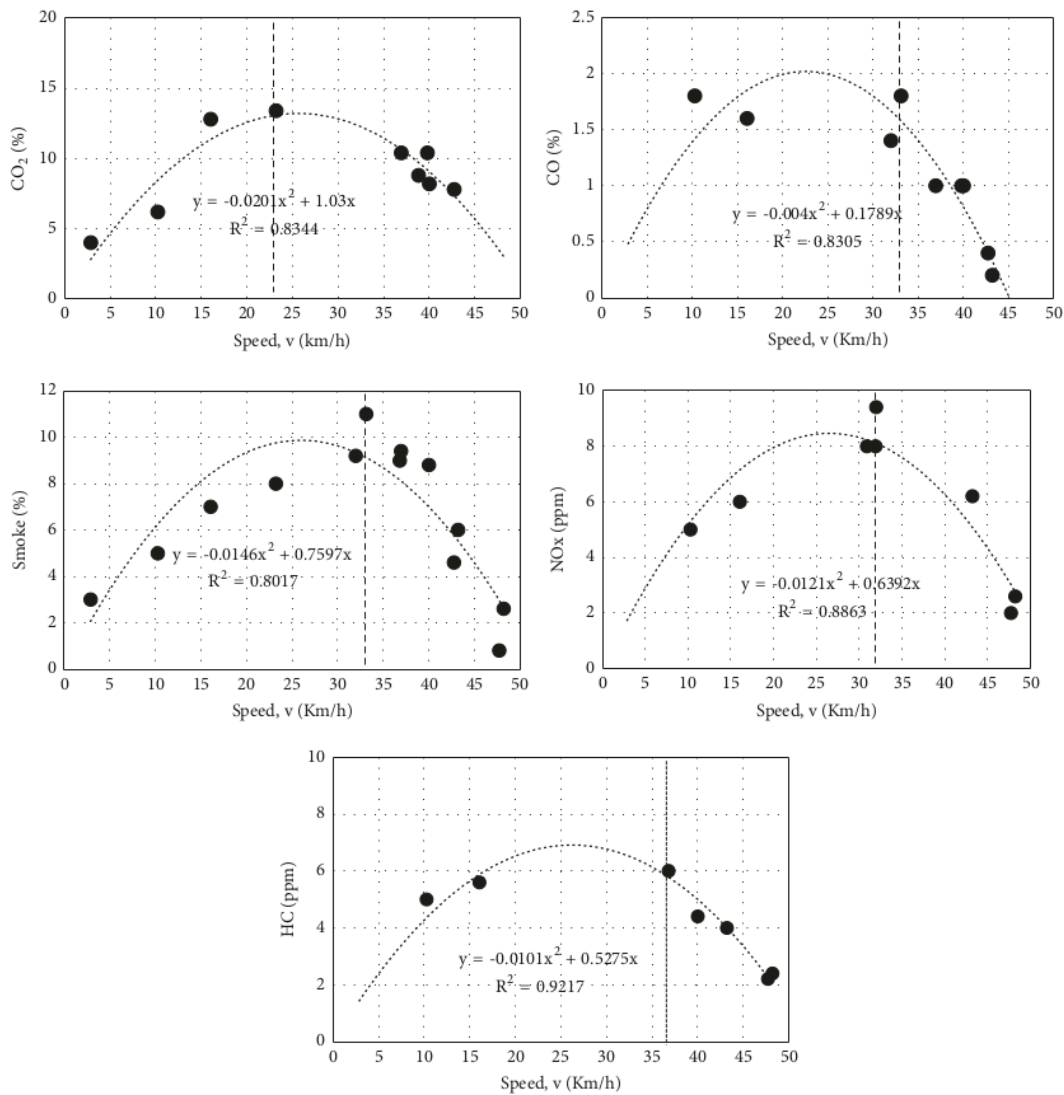 20
15
10
5
0
CO₂ (%)
y = -0.0201x² + 1.03x
R² = 0.8344
0 5 10 15 20 25 30 35 40 45 50
Speed, v (km/h)
2.5
2
1.5
1
0.5
0
CO (%)
y = -0.004x² + 0.1789x
R² = 0.8305
0 5 10 15 20 25 30 35 40 45 50
Speed, v (Km/h)
12
10
8
6
4
2
0
Smoke (%)
y = -0.0146x² + 0.7597x
R² = 0.8017
0 5 10 15 20 25 30 35 40 45 50
Speed, v (Km/h)
10
8
6
4
2
0
NOx (ppm)
y = -0.0121x² + 0.6392x
R² = 0.8863
0 5 10 15 20 25 30 35 40 45 50
Speed, v (Km/h)
10
8
6
4
2
0
HC (ppm)
y = -0.0101x² + 0.5275x
R² = 0.9217
0 5 10 15 20 25 30 35 40 45 50
Speed, v (Km/h)